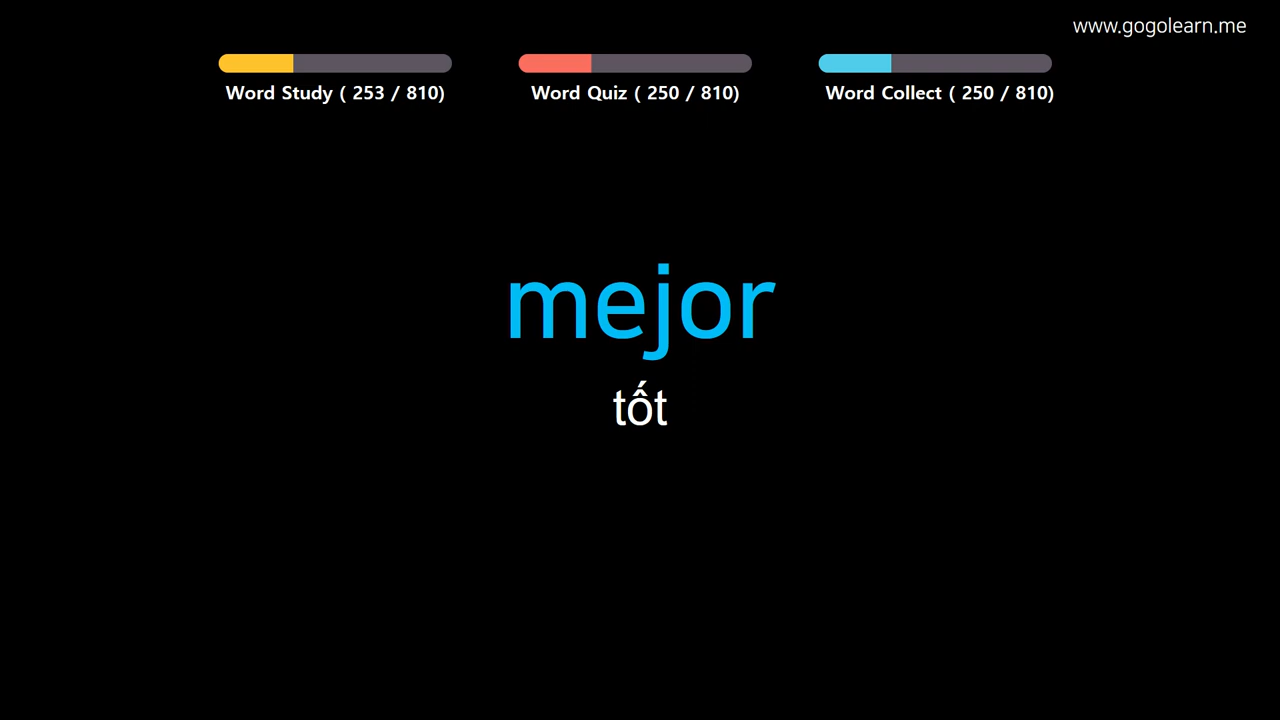 www.gogolearn.me
Word Study ( 253 / 810)
Word Quiz ( 250 / 810)
Word Collect ( 250 / 810)
mejor
tốt